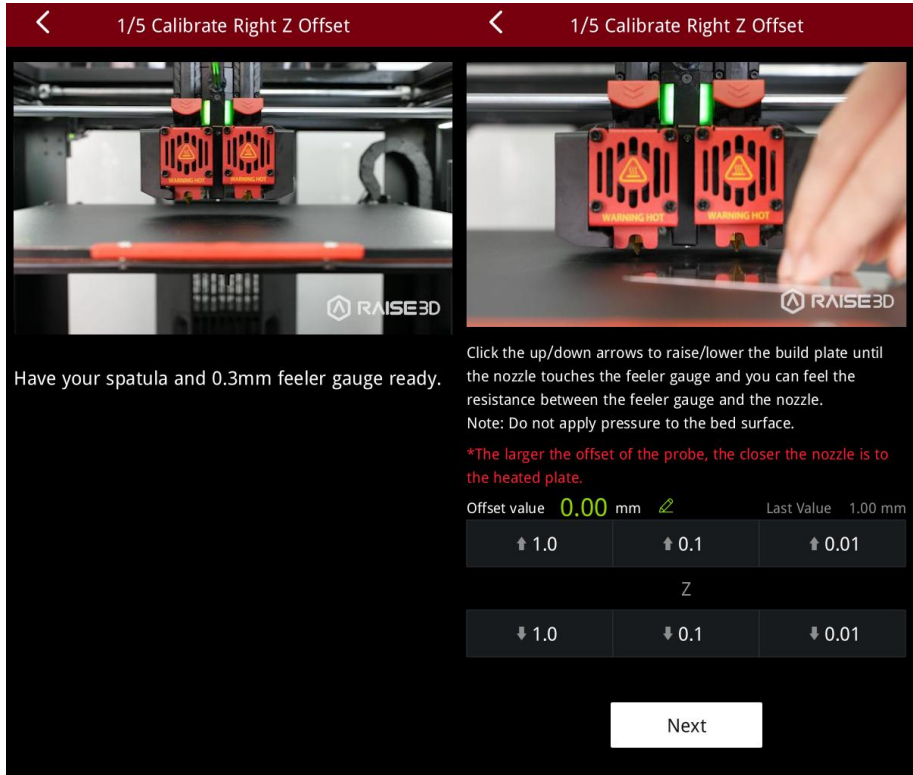 1/5 Calibrate Right Z Offset
WARNING HOT
WARNING HOT
RAISE3D
Have your spatula and 0.3mm feeler gauge ready.
1/5 Calibrate Right Z Offset
WARNING HOT
WARNING HOT
RAISE3D
Click the up/down arrows to raise/lower the build plate until
the nozzle touches the feeler gauge and you can feel the
resistance between the feeler gauge and the nozzle.
Note: Do not apply pressure to the bed surface.
*The larger the offset of the probe, the closer the nozzle is to
the heated plate.
Offset value 0.00 mm Last Value 1.00 mm
1.0 0.1 0.01
Z
1.0 0.1 0.01
Next